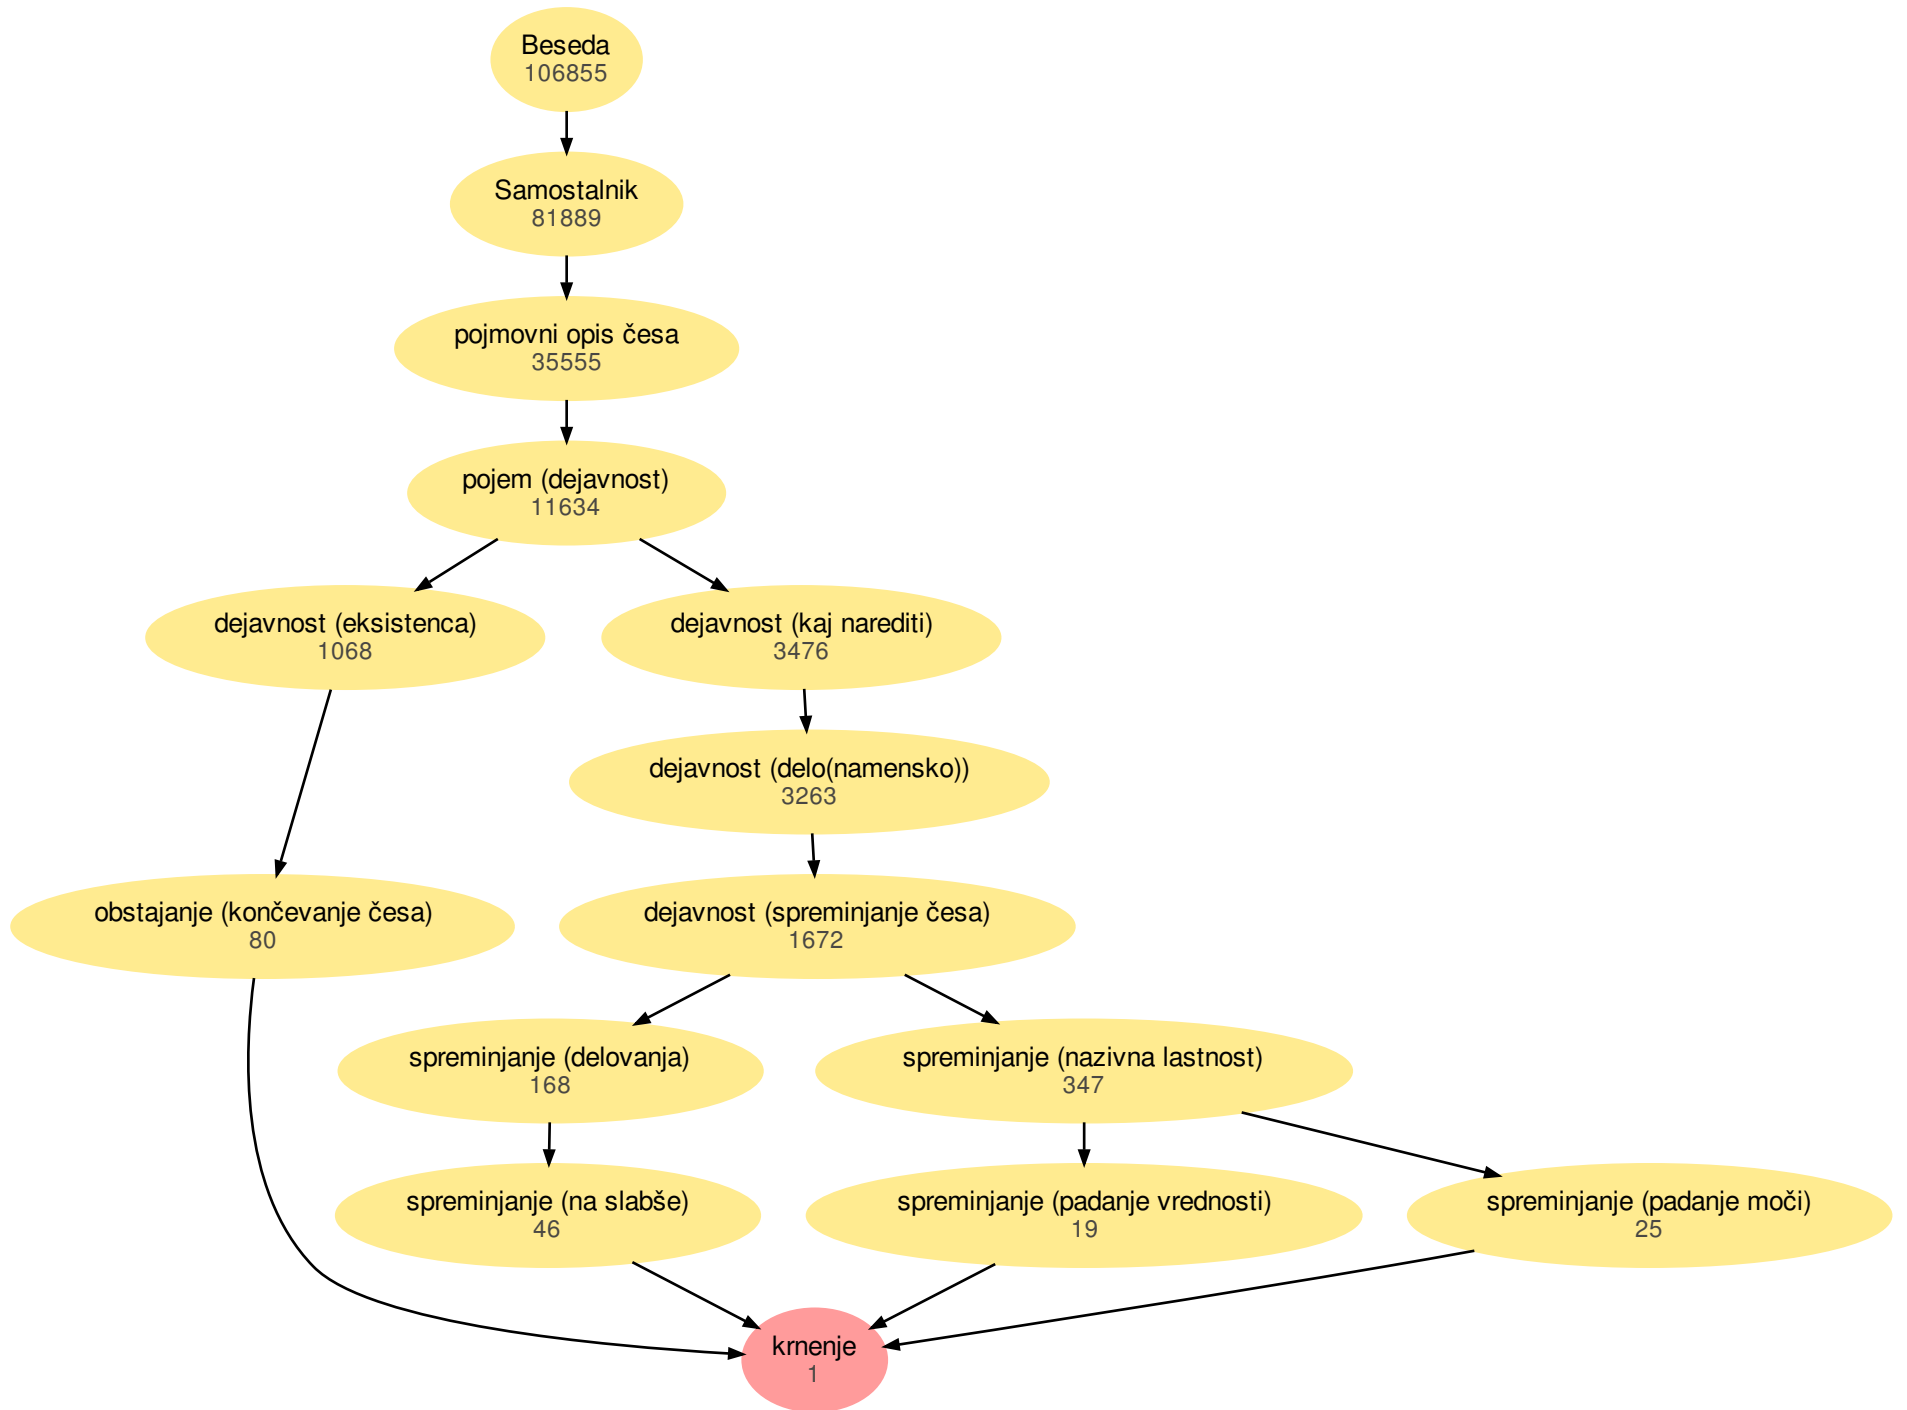 Beseda
106855
Samostalnik
81889
pojmovni opis česa
35555
pojem (dejavnost)
11634
dejavnost (eksistenca)
1068
dejavnost (kaj narediti)
3476
dejavnost (delo(namensko))
3263
obstajanje (končevanje česa)
80
dejavnost (spreminjanje česa)
1672
spreminjanje (delovanja)
168
spreminjanje (nazivna lastnost)
347
spreminjanje (na slabše)
46
spreminjanje (padanje vrednosti)
19
spreminjanje (padanje moči)
25
krnenje
1